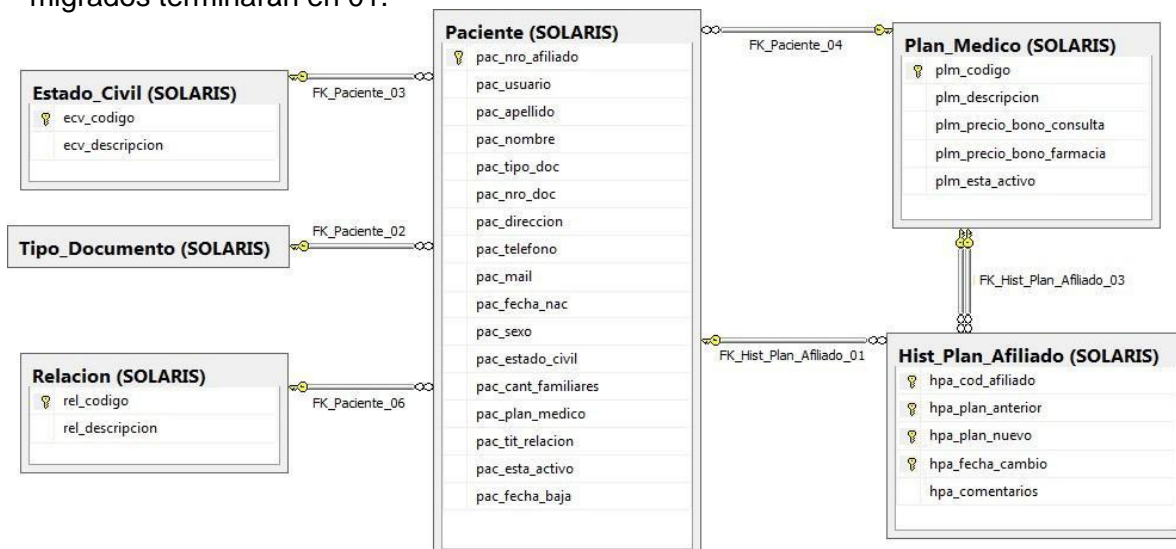 migrados terminarán en 01.
Paciente (SOLARIS)
pac_nro_afiliado
pac_usuario
pac_apellido
pac_nombre
pac_tipo_doc
pac_nro_doc
pac_direccion
pac_telefono
pac_mail
pac_fecha_nac
pac_sexo
pac_estado_civil
pac_cant_familiares
pac_plan_medico
pac_tit_relacion
pac_esta_activo
pac_fecha_baja
FK_Paciente_03
Estado_Civil (SOLARIS)
ecv_codigo
ecv_descripcion
FK_Paciente_02
Tipo_Documento (SOLARIS)
Relacion (SOLARIS)
rel_codigo
rel_descripcion
FK_Paciente_06
FK_Paciente_04
Plan_Medico (SOLARIS)
plm_codigo
plm_descripcion
plm_precio_bono_consulta
plm_precio_bono_farmacia
plm_esta_activo
FK_Hist_Plan_Afiliado_03
FK_Hist_Plan_Afiliado_01
Hist_Plan_Afiliado (SOLARIS)
hpa_cod_afiliado
hpa_plan_anterior
hpa_plan_nuevo
hpa_fecha_cambio
hpa_comentarios